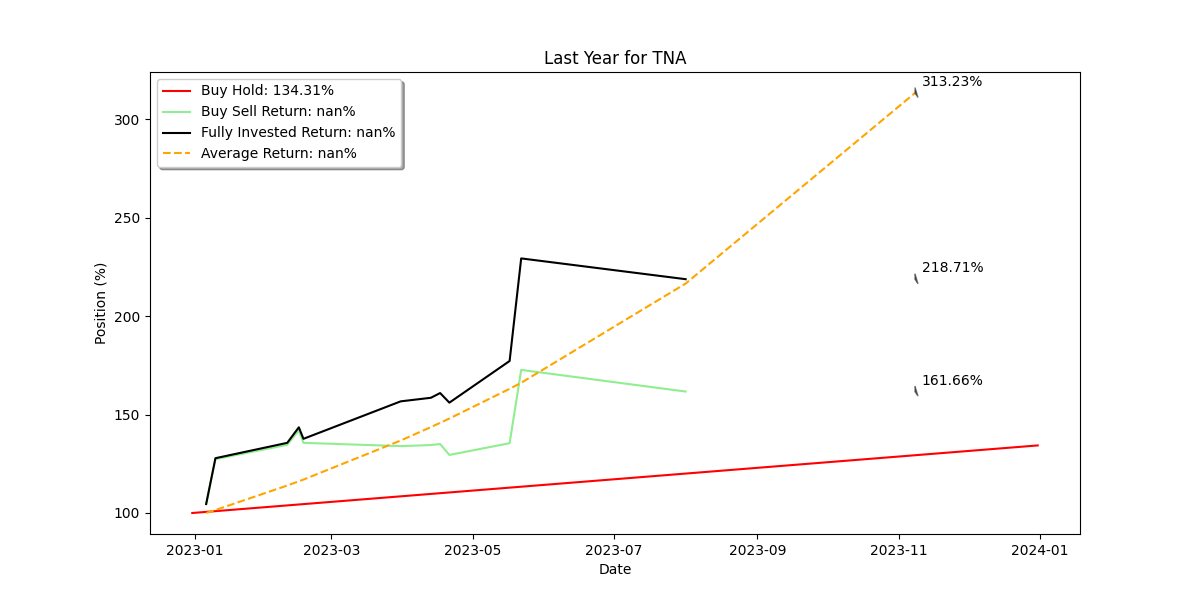 Last Year for TNA
Buy Hold: 134.31%
Buy Sell Return: nan%
Fully Invested Return: nan%
Average Return: nan%
313.23%
218.71%
161.66%
Position (%)
300
250
200
150
100
2023-01
2023-03
2023-05
2023-07
2023-09
2023-11
2024-01
Date